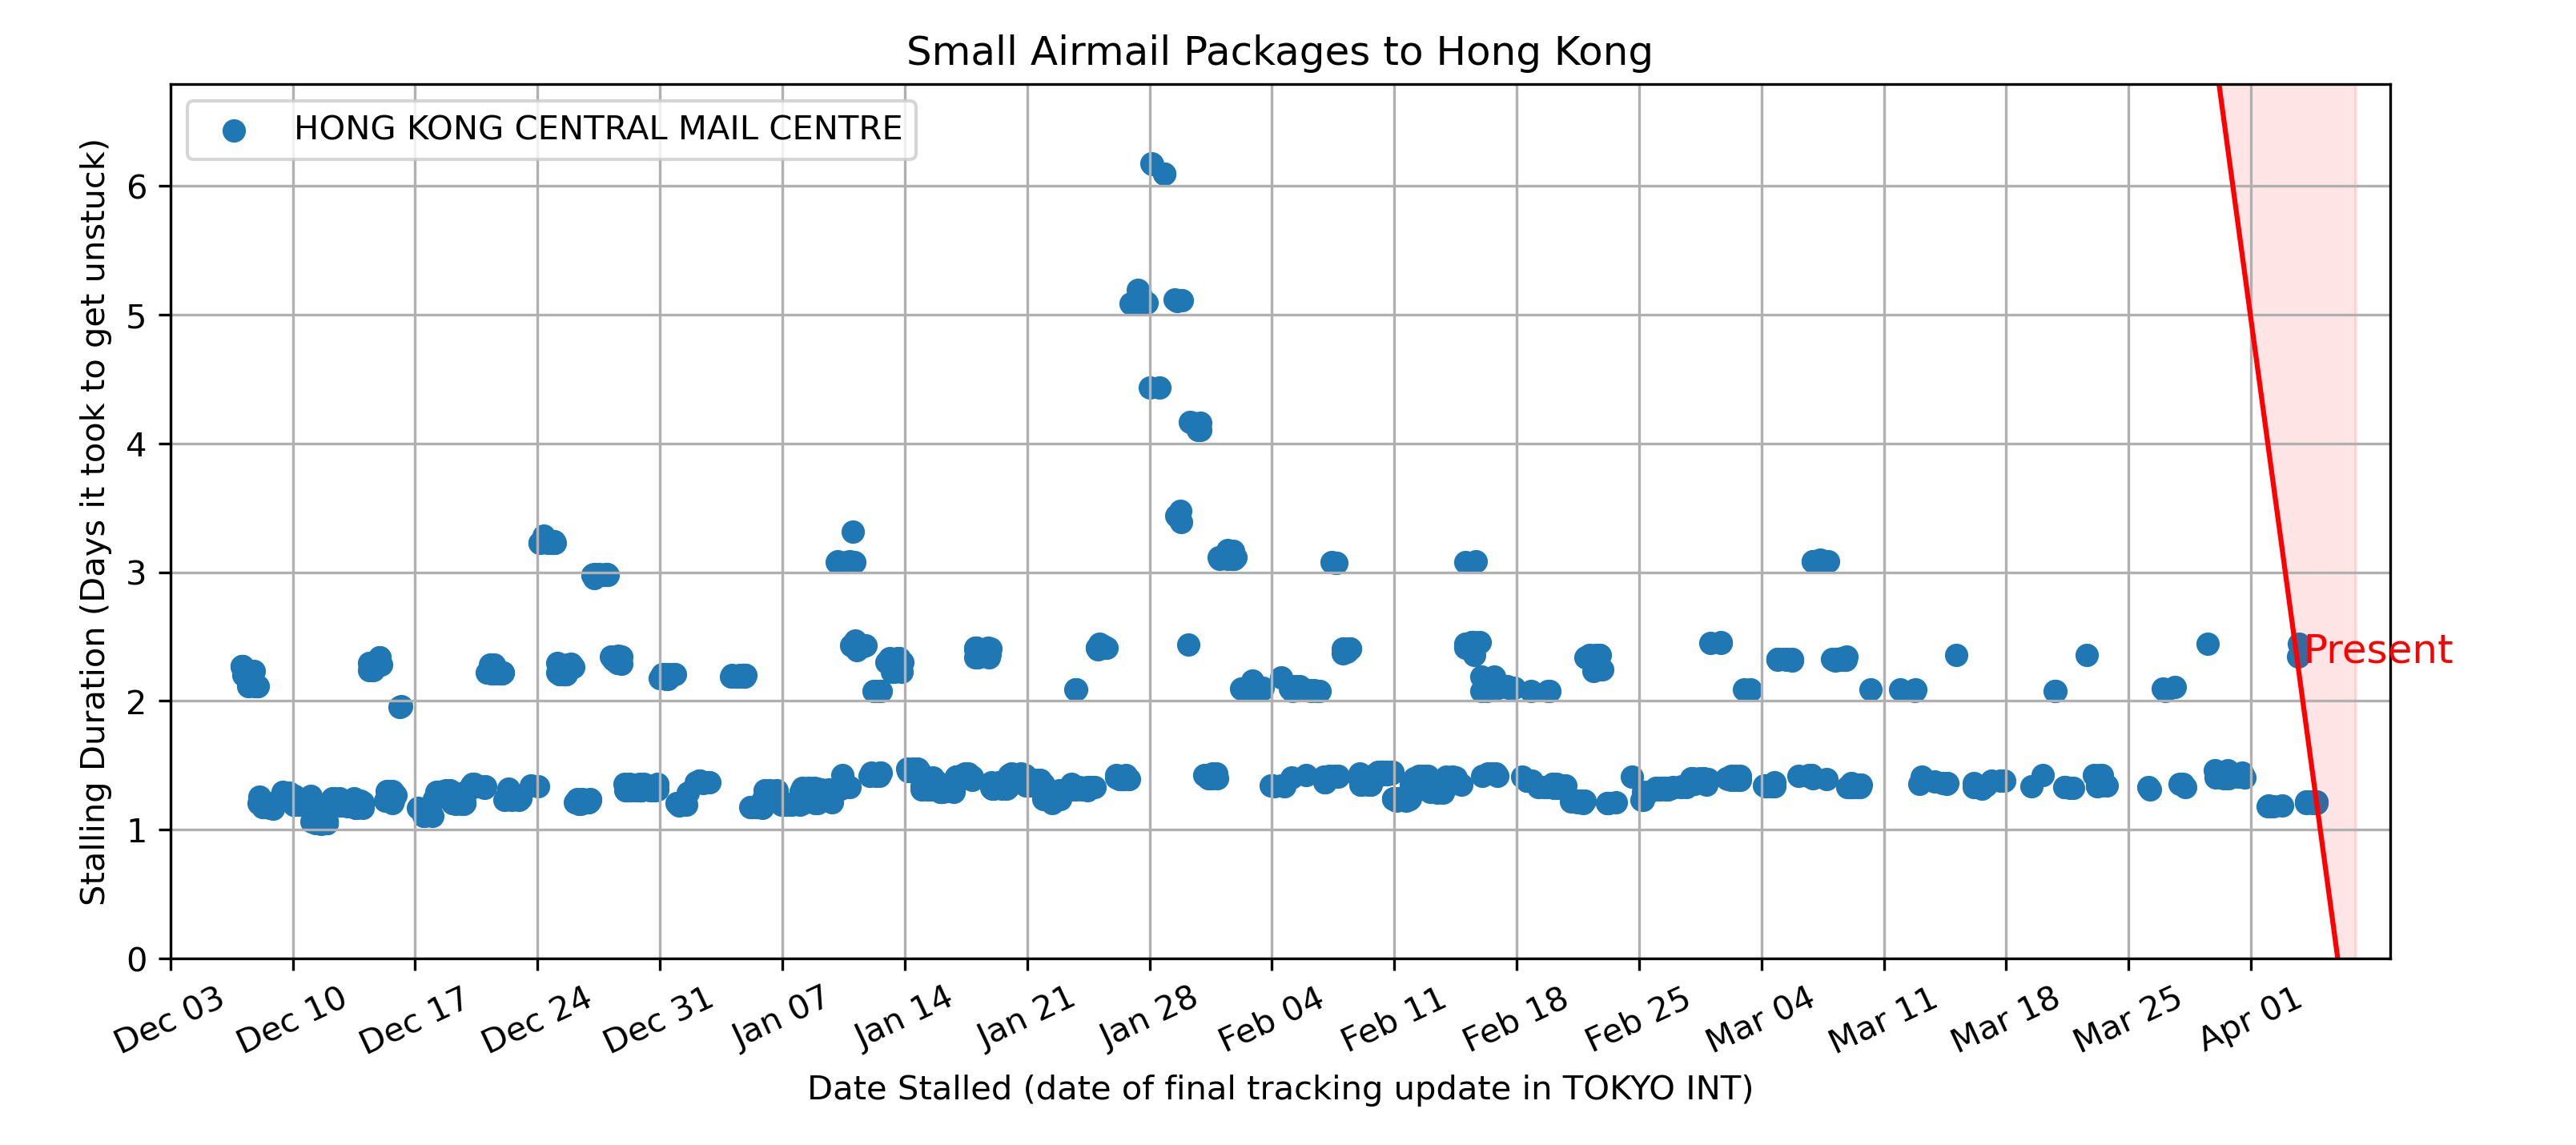 Small Airmail Packages to Hong Kong
HONG KONG CENTRAL MAIL CENTRE
Stalling Duration (Days it took to get unstuck)
6
5
4
3
2
1
0
Present
Dec 03
Dec 10
Dec 17
Dec 24
Dec 31
Jan 07
Jan 14
Jan 21
Jan 28
Feb 04
Feb 11
Feb 18
Feb 25
Mar 04
Mar 11
Mar 18
Mar 25
Apr 01
Date Stalled (date of final tracking update in TOKYO INT)